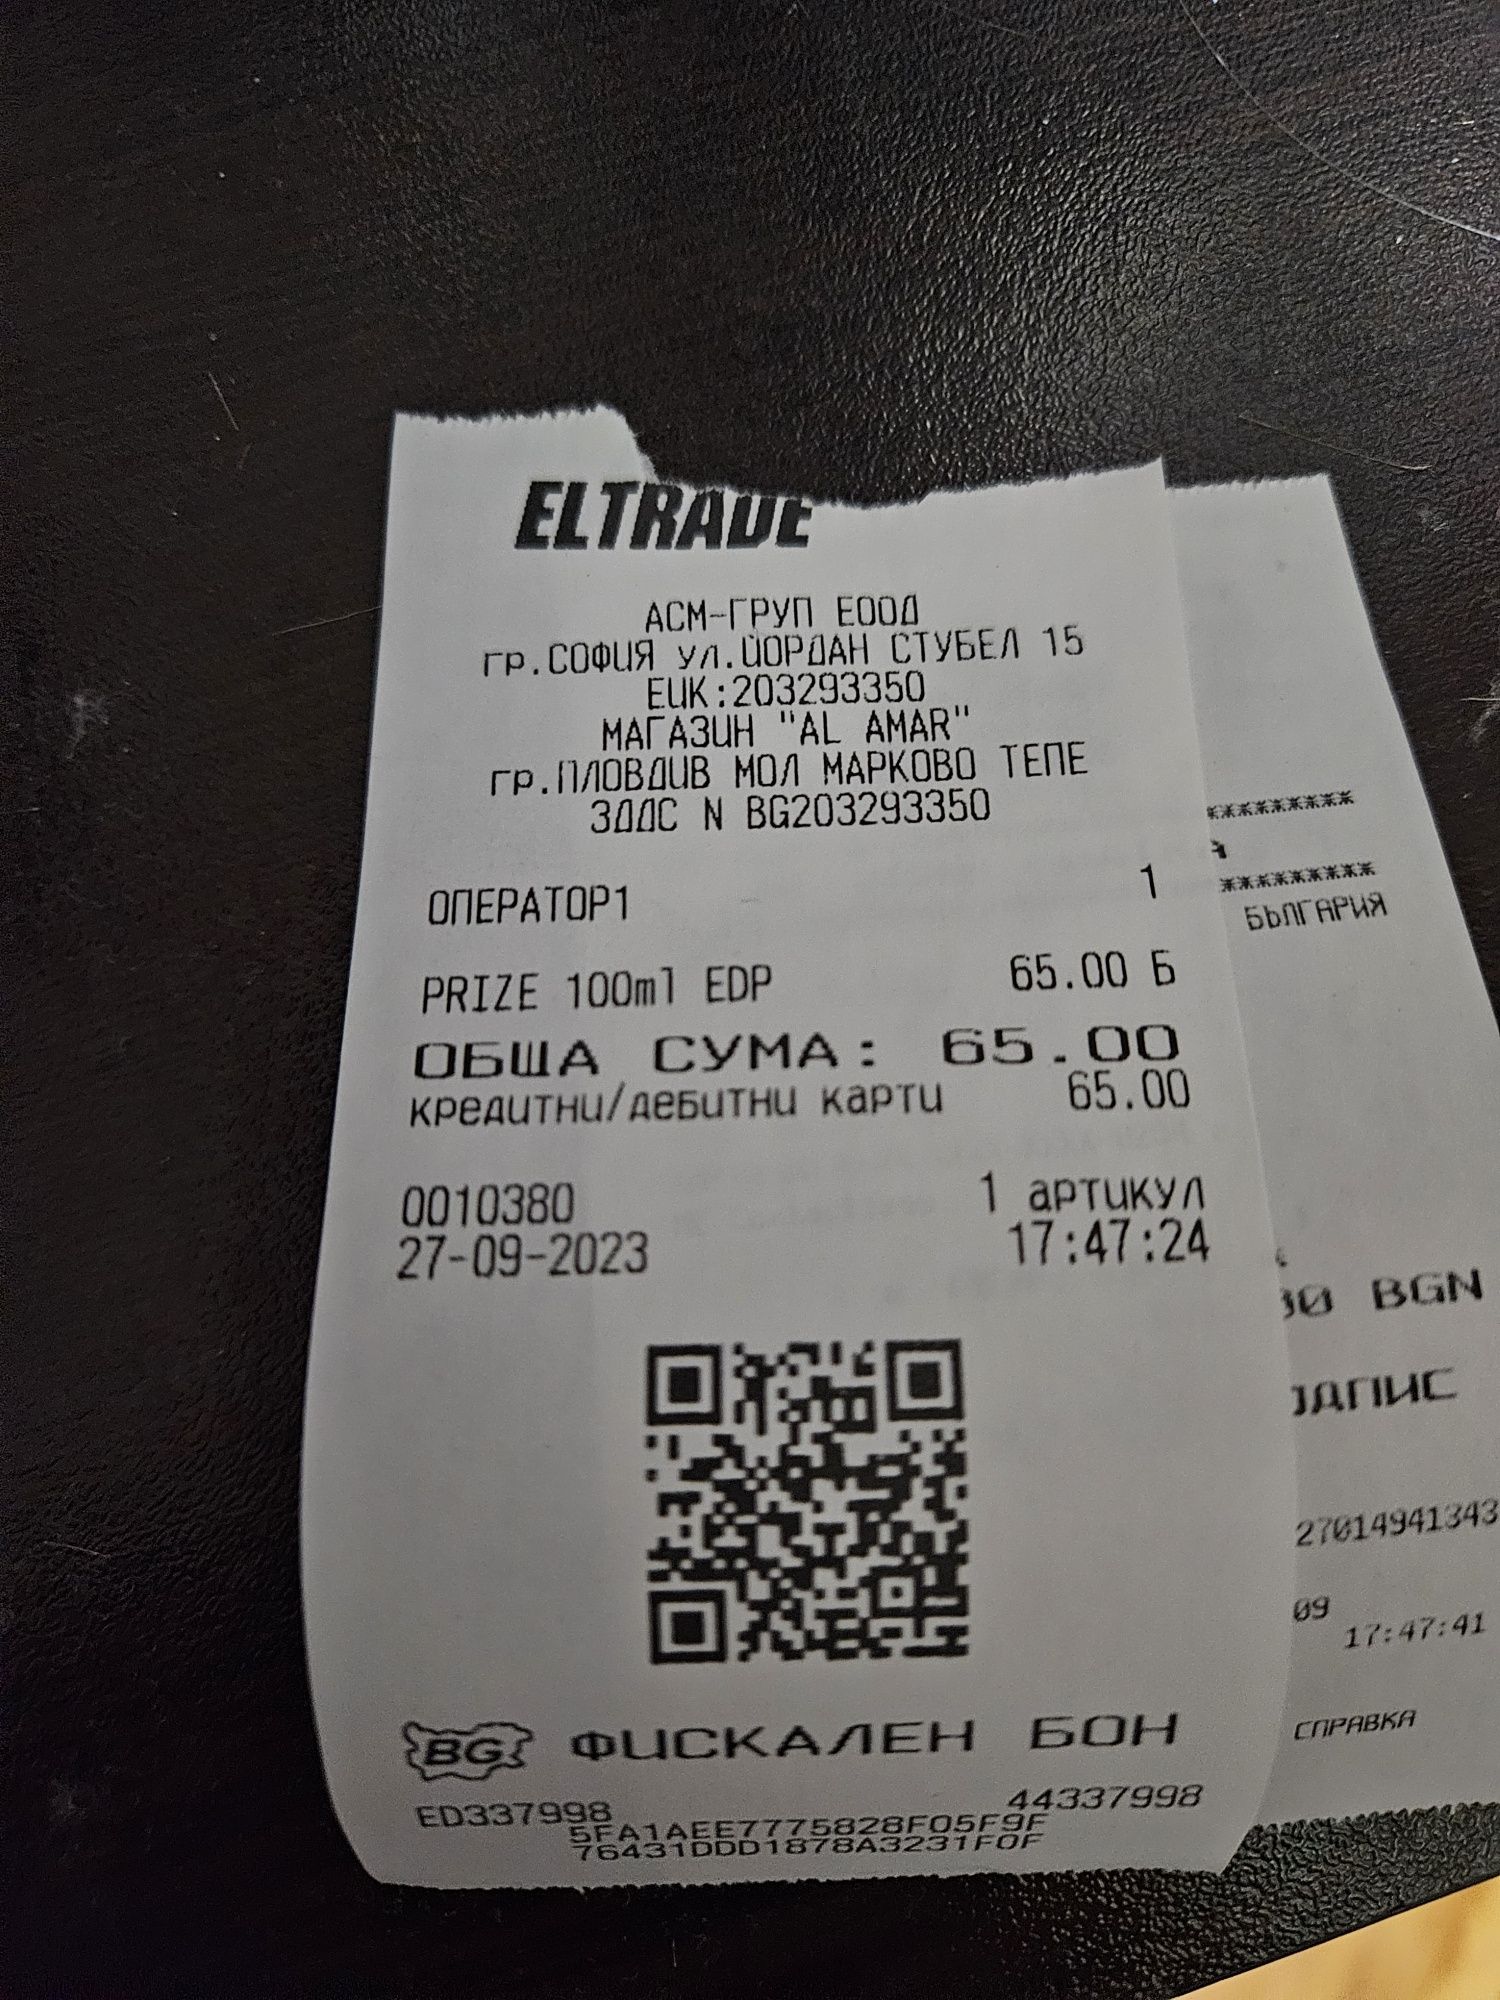 ELTRADE
АСМ-ГРУП ЕООД
гр.СОФИЯ ул.ЙОРДАН СТУБЕЛ 15
ЕИК:203293350
МАГАЗИН "AL AMAR"
гр.ПЛОВДИВ МОЛ МАРКОВО ТЕПЕ
ЗДДС N BG203293350
ОПЕРАТОР1 1
PRIZE 100ml EDP 65.00 Б
ОБЩА СУМА: 65.00
кредитни/дебитни карти 65.00
0010380 1 артикул
27-09-2023 17:47:24
BG ФИСКАЛЕН БОН
ED337998 44337998
5FA1AEE7775828F05F9F
76431DDD1878A3231F0F
**********
**********
БЪЛГАРИЯ
BGN
27014941343
09
17:47:41
СПРАВКА